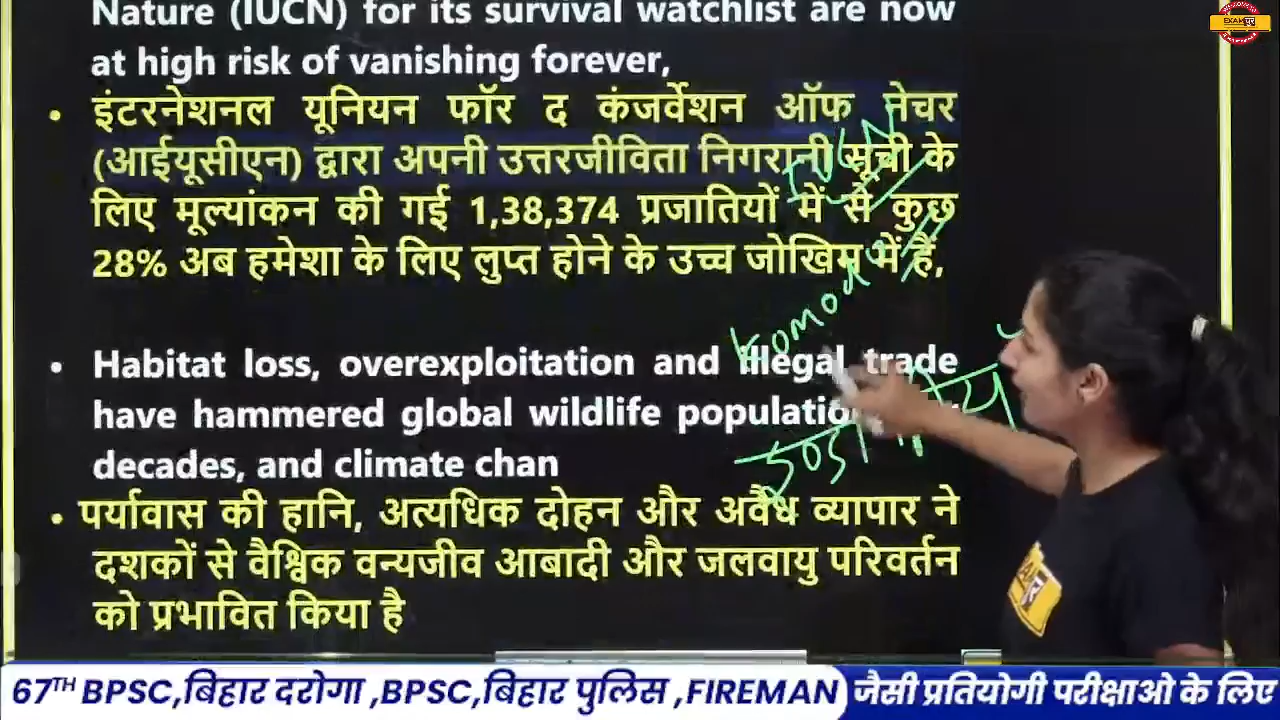 Nature (IUCN) for its survival watchlist are now
at high risk of vanishing forever,
• इंटरनेशनल यूनियन फॉर द कंजर्वेशन ऑफ नेचर
(आईयूसीएन) द्वारा अपनी उत्तरजीविता निगरानी सूची के
लिए मूल्यांकन की गई 1,38,374 प्रजातियों में से कुछ
28% अब हमेशा के लिए लुप्त होने के उच्च जोखिम में हैं,
IUCN
• Habitat loss, overexploitation and illegal trade
have hammered global wildlife
decades, and climate chan
• पर्यावास की हानि, अत्यधिक दोहन और अवैध व्यापार ने
दशकों से वैश्विक वन्यजीव आबादी और जलवायु परिवर्तन
को प्रभावित किया है
EXAMपुर
67TH BPSC,बिहार दरोगा ,BPSC,बिहार पुलिस ,FIREMAN जैसी प्रतियोगी परीक्षाओ के लिए